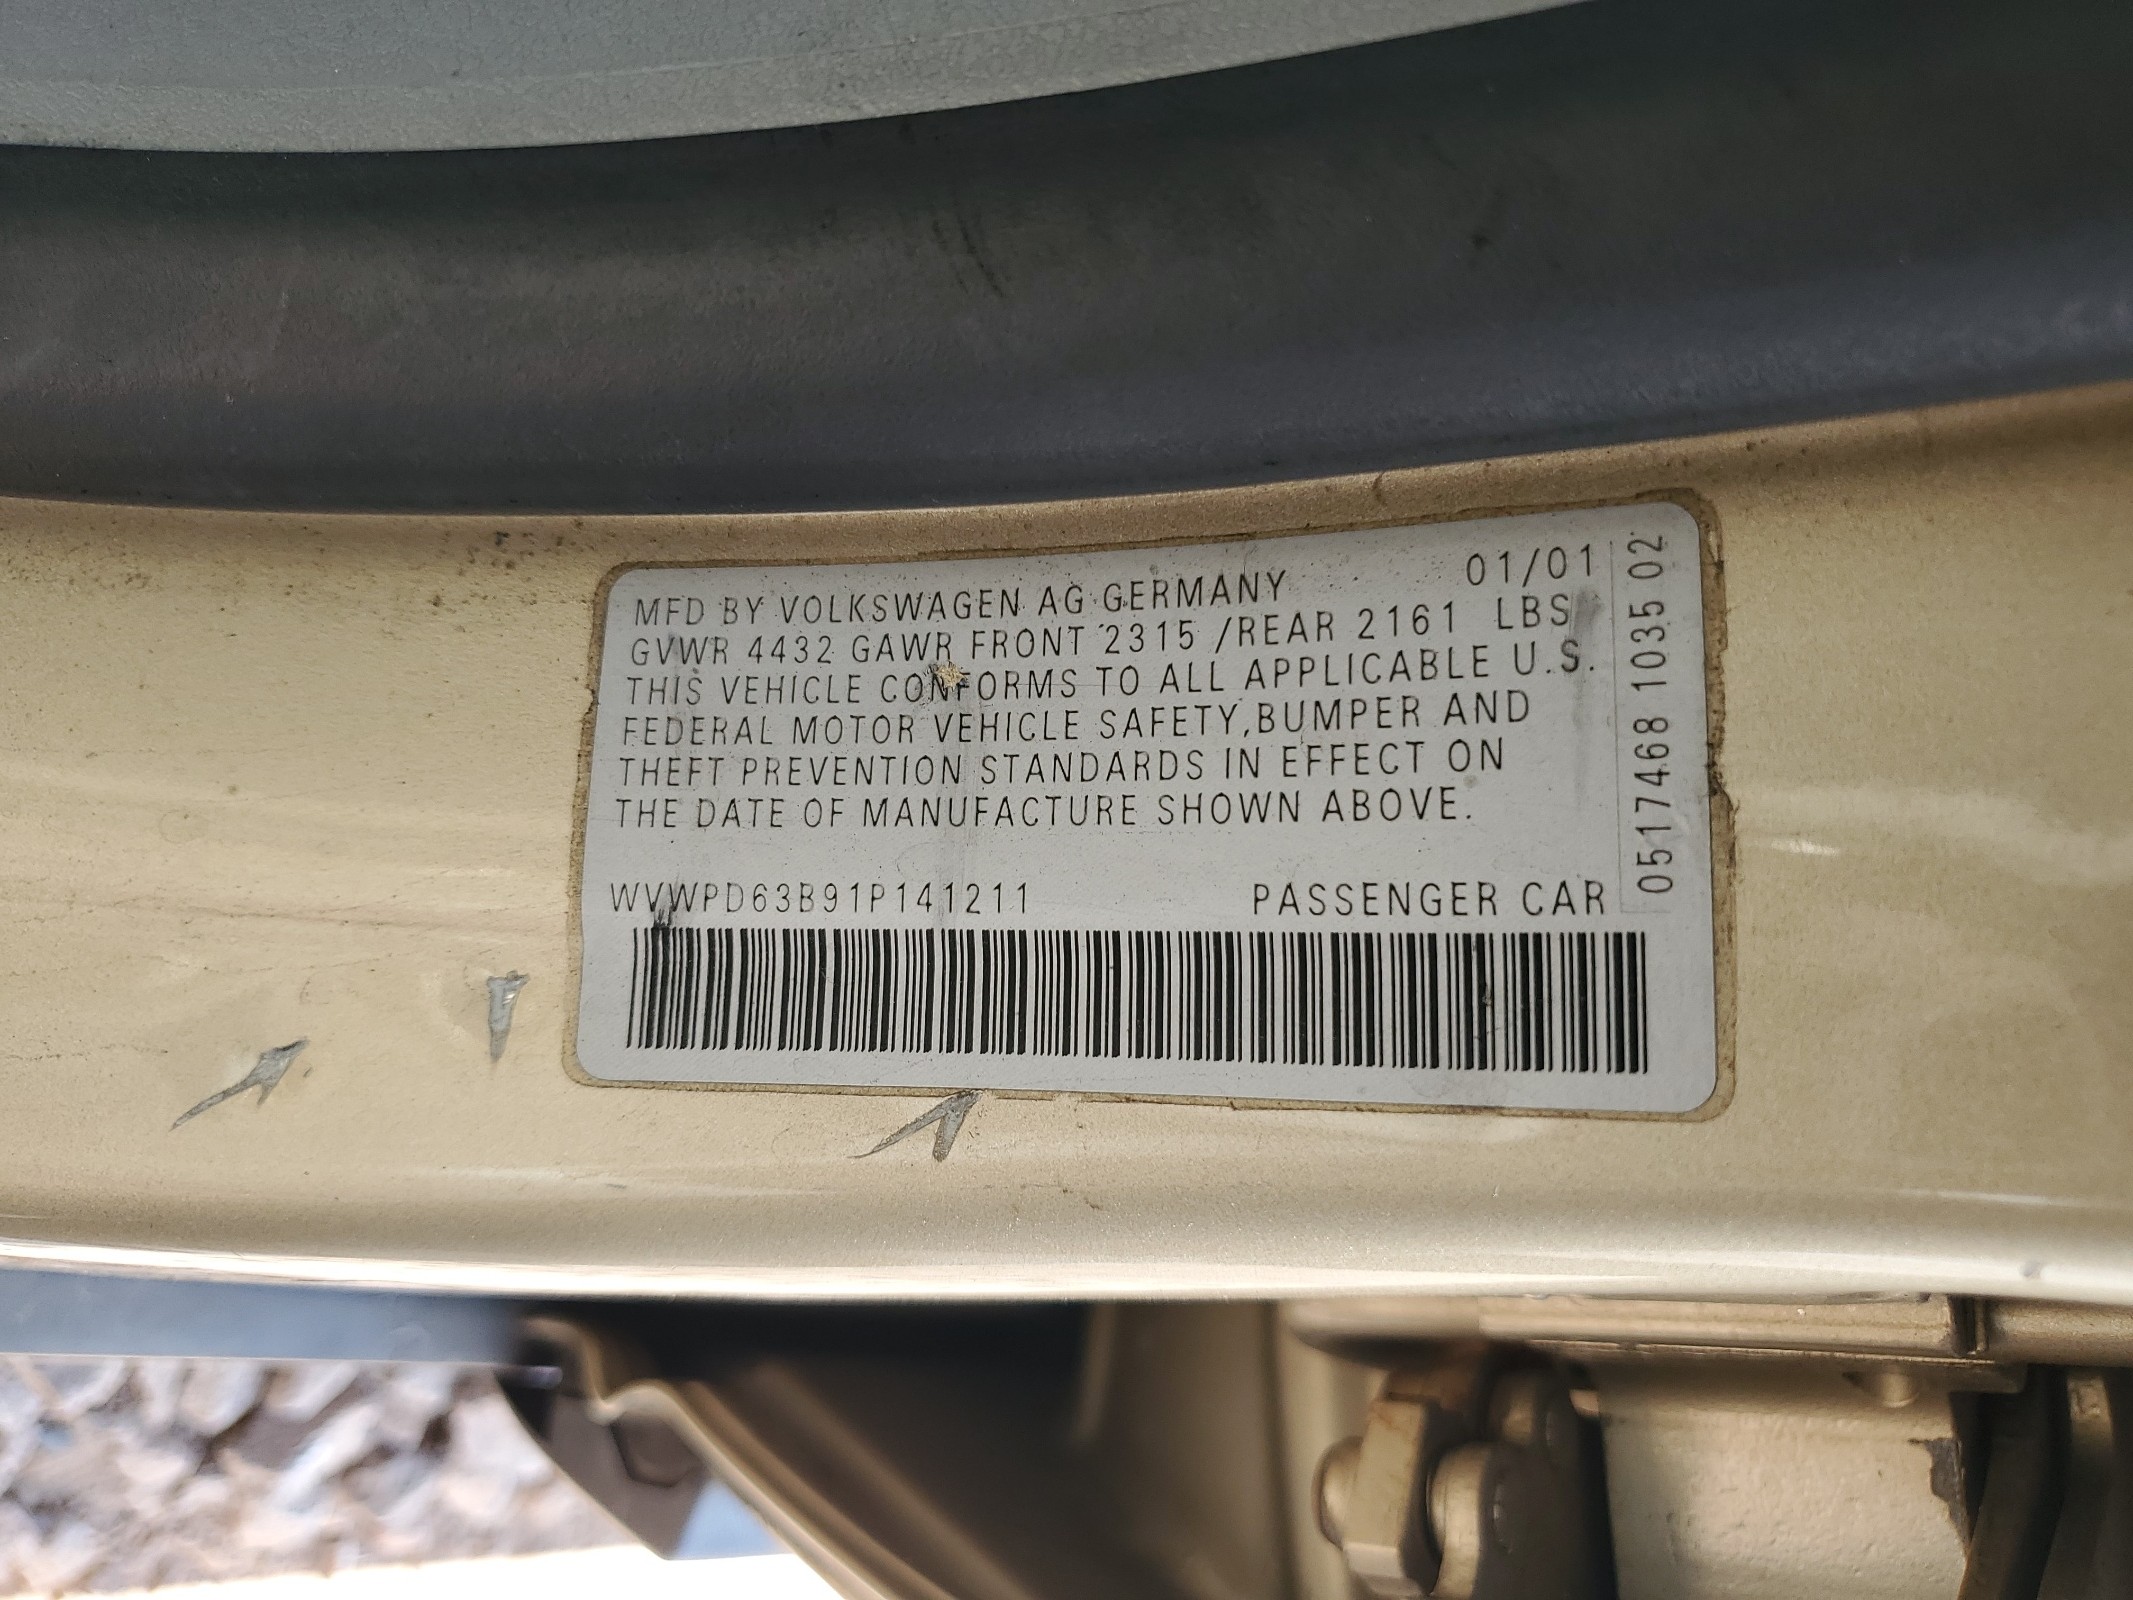 MFD BY VOLKSWAGEN AG GERMANY 01/01
GVWR 4432 GAWR FRONT 2315 /REAR 2161 LBS
THIS VEHICLE CONFORMS TO ALL APPLICABLE U.S.
FEDERAL MOTOR VEHICLE SAFETY,BUMPER AND
THEFT PREVENTION STANDARDS IN EFFECT ON
THE DATE OF MANUFACTURE SHOWN ABOVE.
WVWPD63B91P141211 PASSENGER CAR
0517468 1035 02